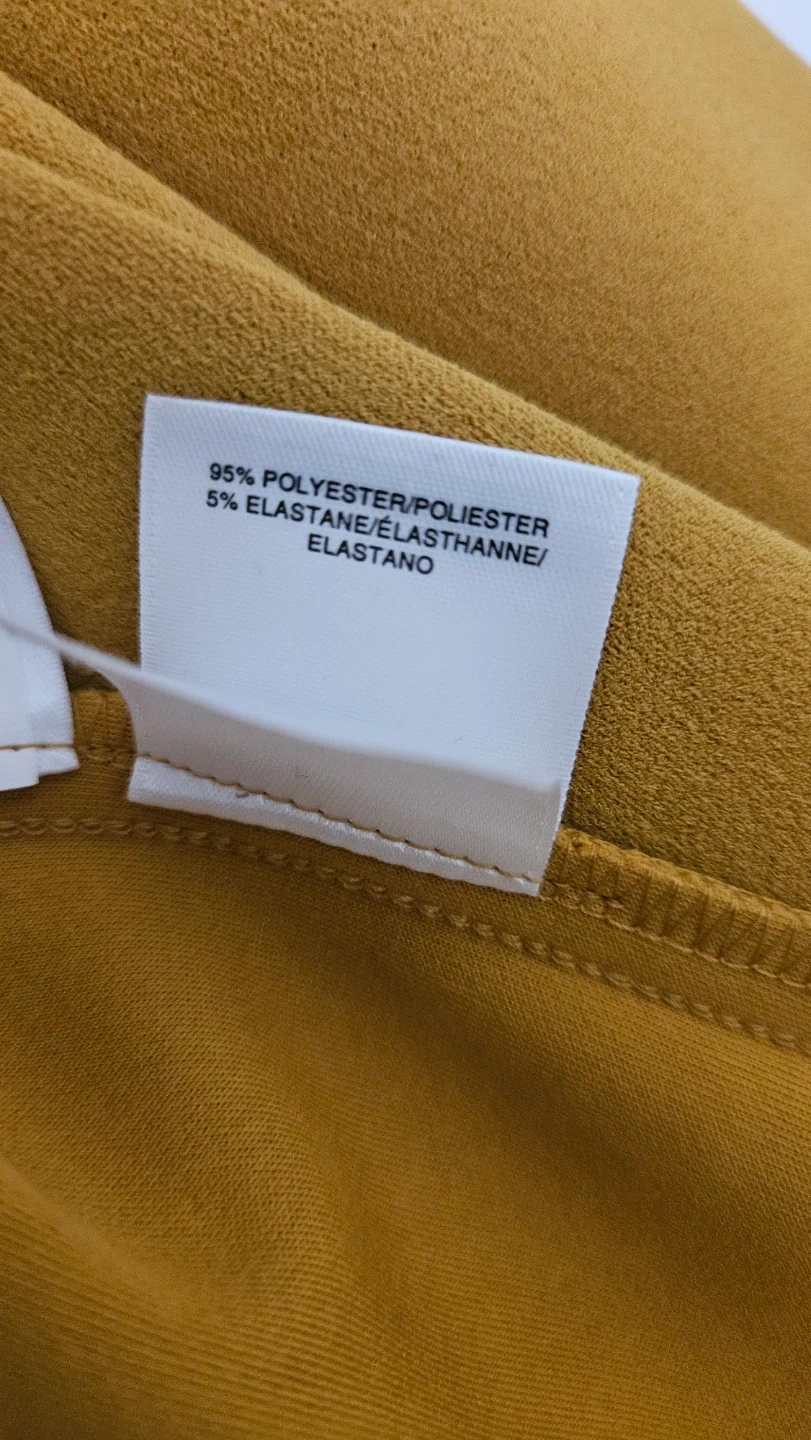 95% POLYESTER/POLIESTER
5% ELASTANE/ÉLASTHANNE/
ELASTANO